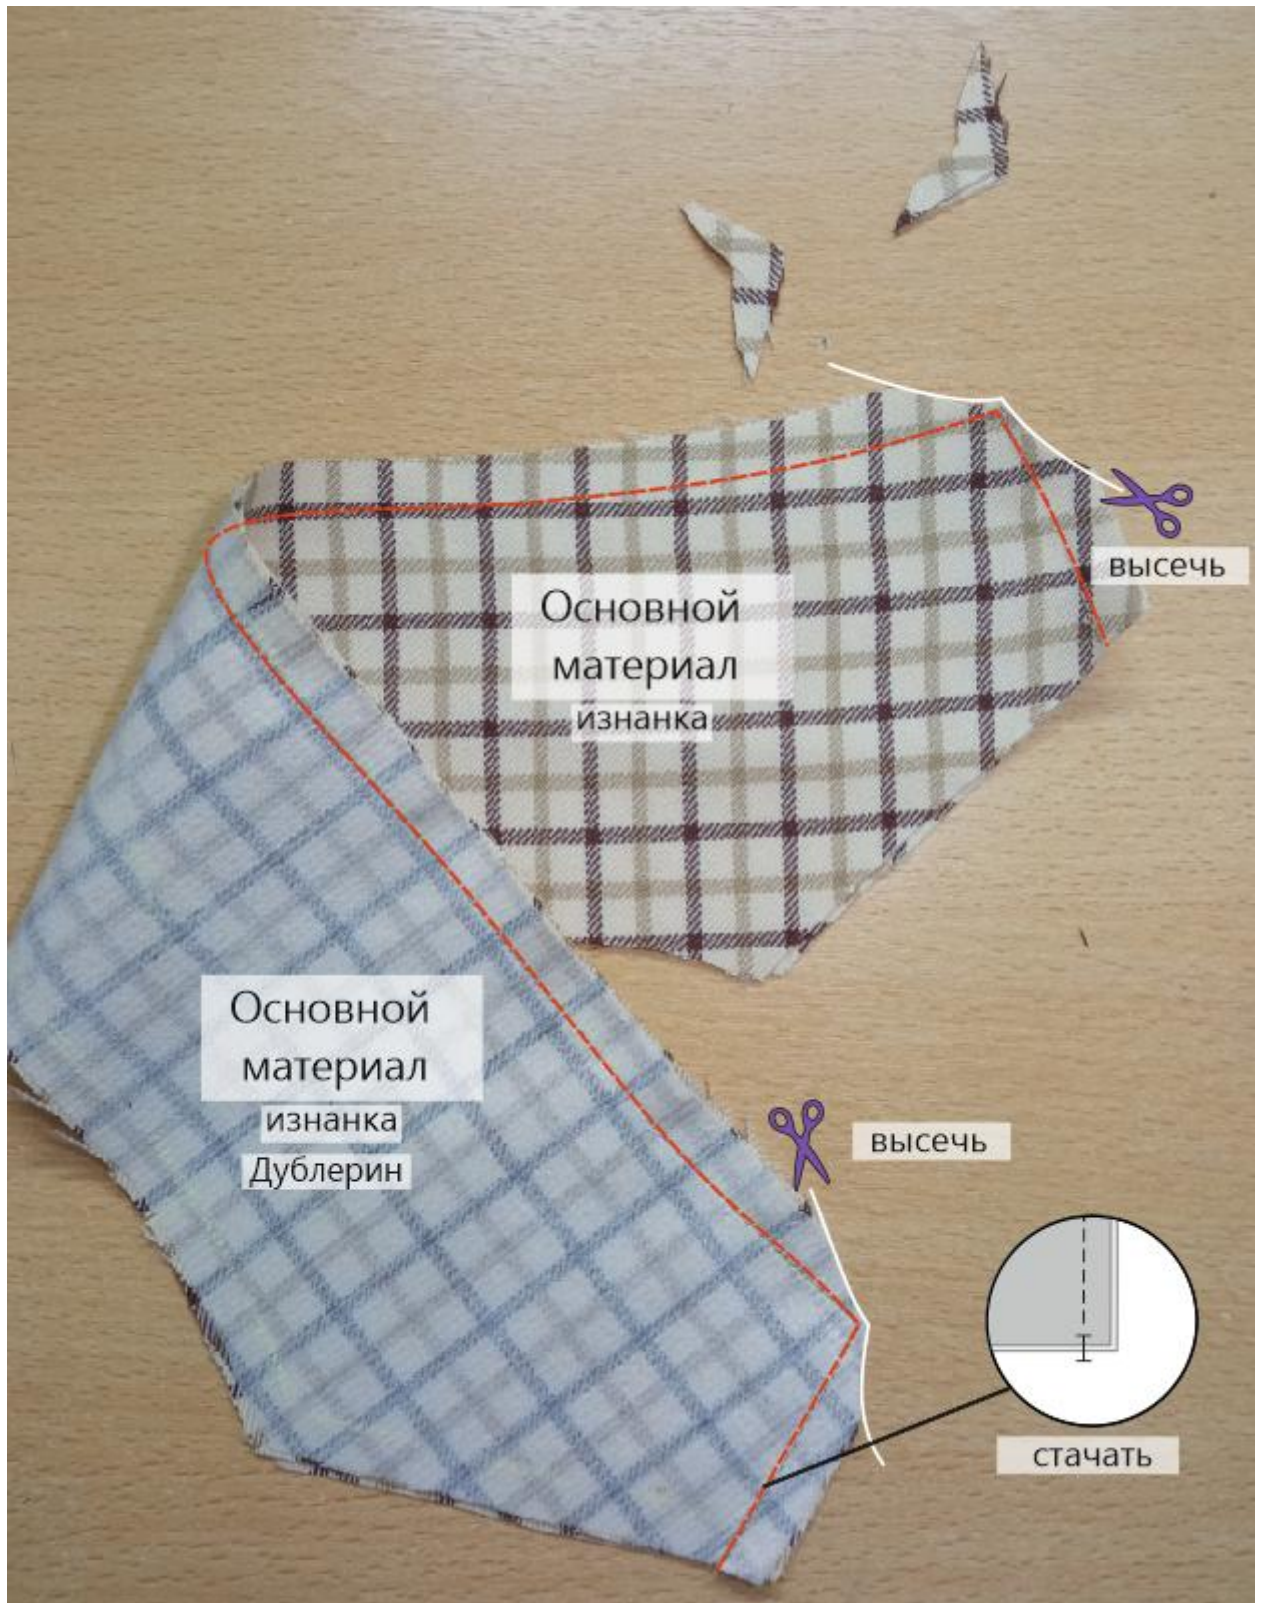 высечь
Основной
материал
изнанка
Основной
материал
изнанка
Дублерин
высечь
стачать